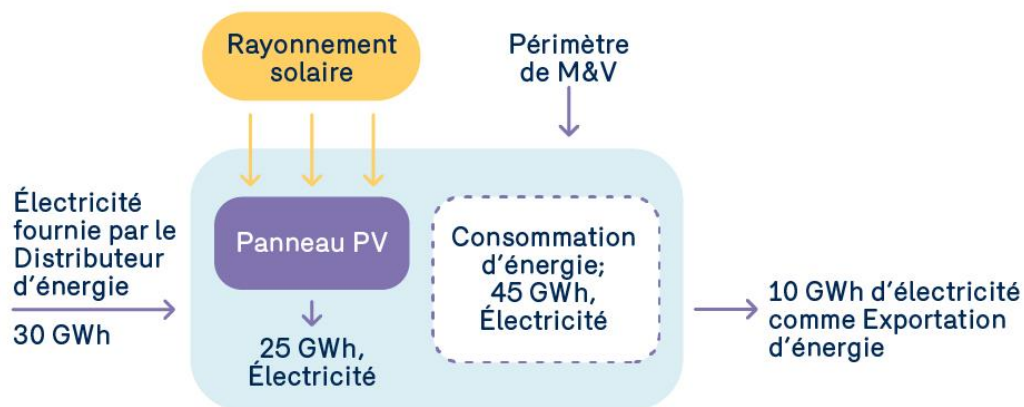 Rayonnement
solaire
Périmètre
de M&V
Électricité
fournie par le
Distributeur
d'énergie
30 GWh
Panneau PV
25 GWh,
Électricité
Consommation
d'énergie;
45 GWh,
Électricité
10 GWh d'électricité
comme Exportation
d'énergie